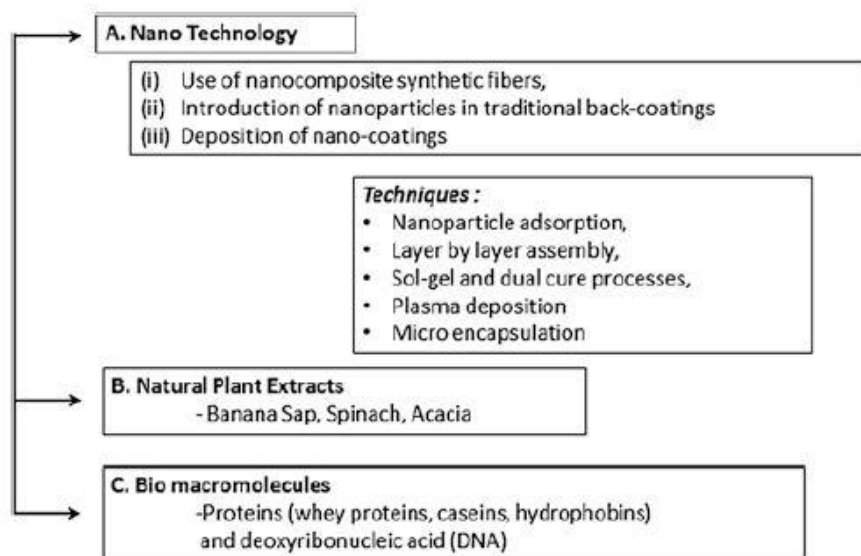 A. Nano Technology
(i) Use of nanocomposite synthetic fibers,
(ii) Introduction of nanoparticles in traditional back-coatings
(iii) Deposition of nano-coatings
Techniques :
• Nanoparticle adsorption,
• Layer by layer assembly,
• Sol-gel and dual cure processes,
• Plasma deposition
• Micro encapsulation
B. Natural Plant Extracts
- Banana Sap, Spinach, Acacia
C. Bio macromolecules
-Proteins (whey proteins, caseins, hydrophobins)
and deoxyribonucleic acid (DNA)